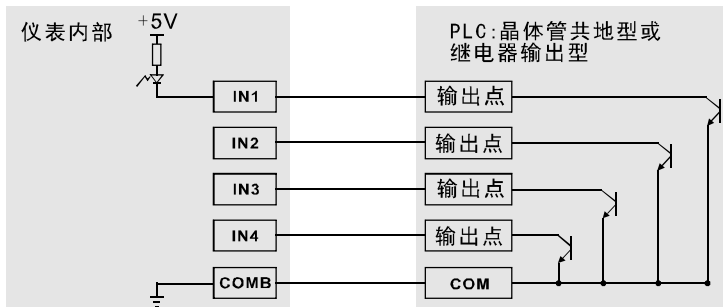 仪表内部
+5V
PLC:晶体管共地型或
继电器输出型
IN1
输出点
IN2
输出点
IN3
输出点
IN4
输出点
COMB
COM